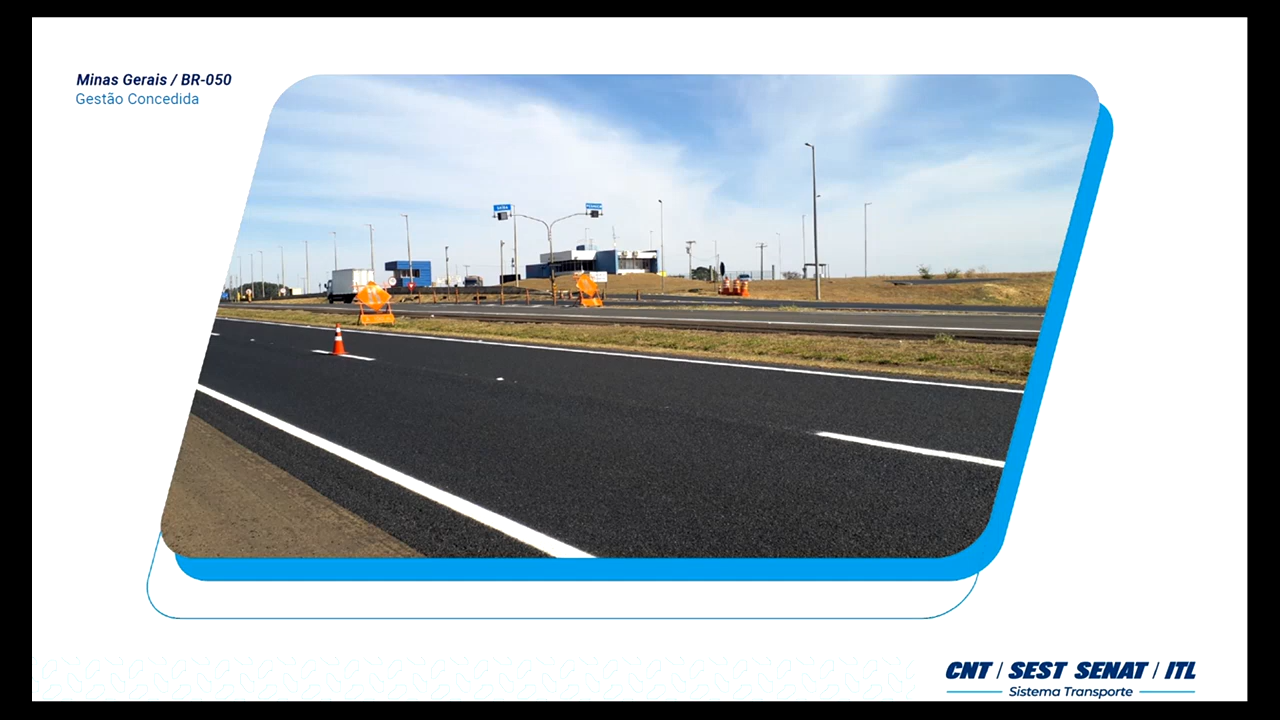 Minas Gerais / BR-050
Gestão Concedida
CNT / SEST SENAT / ITL
Sistema Transporte